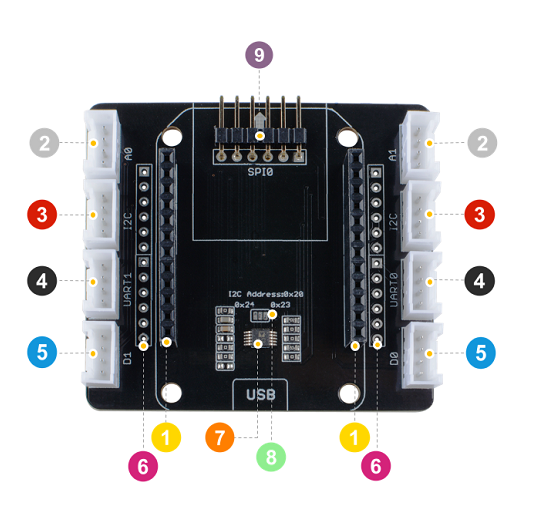 9
2
A0
A1
2
SPI0
3
I2C
I2C
3
4
UART1
UART0
4
I2C Address:0x20
0x24 0x23
5
D1
D0
5
USB
6
1
7
8
1
6